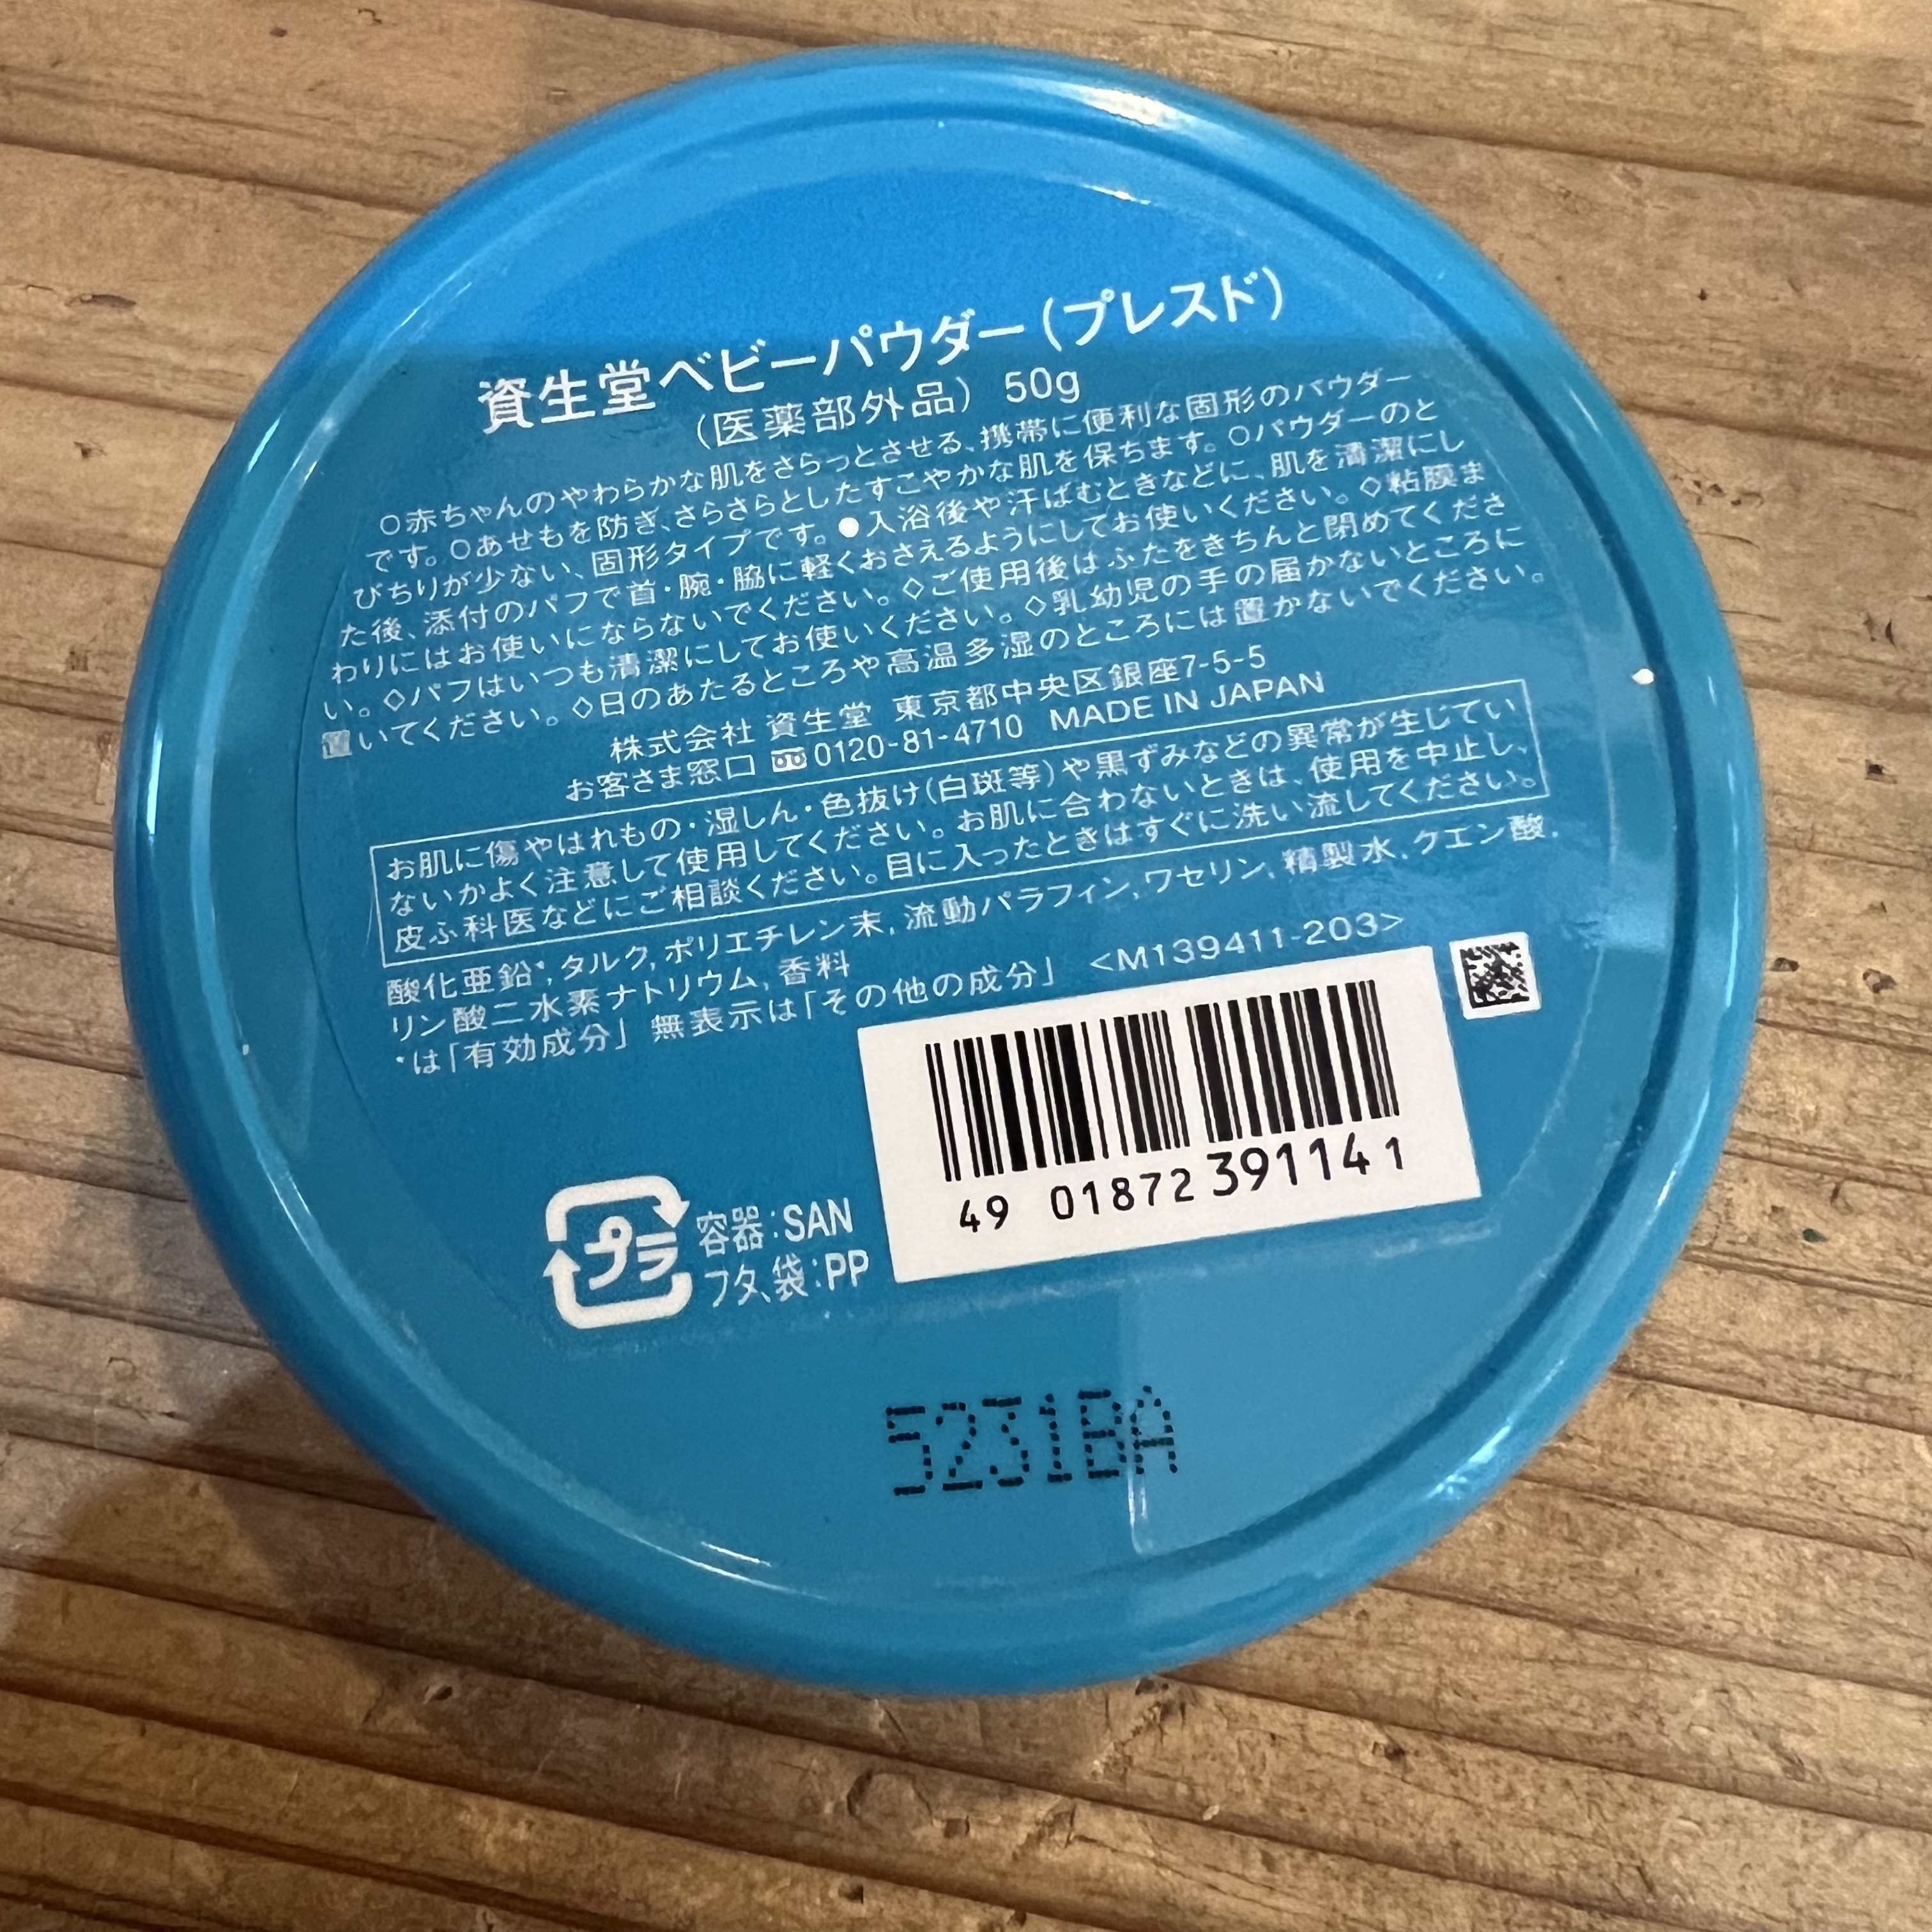 資生堂ベビーパウダー(プレスド)
(医薬部外品) 50g
○赤ちゃんのやわらかな肌をさらっとさせる、携帯に便利な固形のパウダー
です。○あせもを防ぎ、さらさらとしたすこやかな肌を保ちます。○パウダーのと
びちりが少ない、固形タイプです。●入浴後や汗ばむときなどに、肌を清潔にし
た後、添付のパフで首・腕・脇に軽くおさえるようにしてお使いください。◇粘膜ま
わりにはお使いにならないでください。◇ご使用後はふたをきちんと閉めてくださ
い。◇パフはいつも清潔にしてお使いください。◇乳幼児の手の届かないところに
置いてください。◇日のあたるところや高温多湿のところには置かないでください。
株式会社 資生堂 東京都中央区銀座7-5-5
お客さま窓口 0120-81-4710 MADE IN JAPAN
お肌に傷やはれもの・湿しん・色抜け(白斑等)や黒ずみなどの異常が生じてい
ないかよく注意して使用してください。お肌に合わないときは、使用を中止し、
皮ふ科医などにご相談ください。目に入ったときはすぐに洗い流してください。
酸化亜鉛*,タルク,ポリエチレン末,流動パラフィン,ワセリン,精製水,クエン酸,
リン酸二水素ナトリウム,香料
*は「有効成分」 無表示は「その他の成分」 <M139411-203>
プラ
容器:SAN
フタ、袋:PP
49 01872 39114 1
5231BA